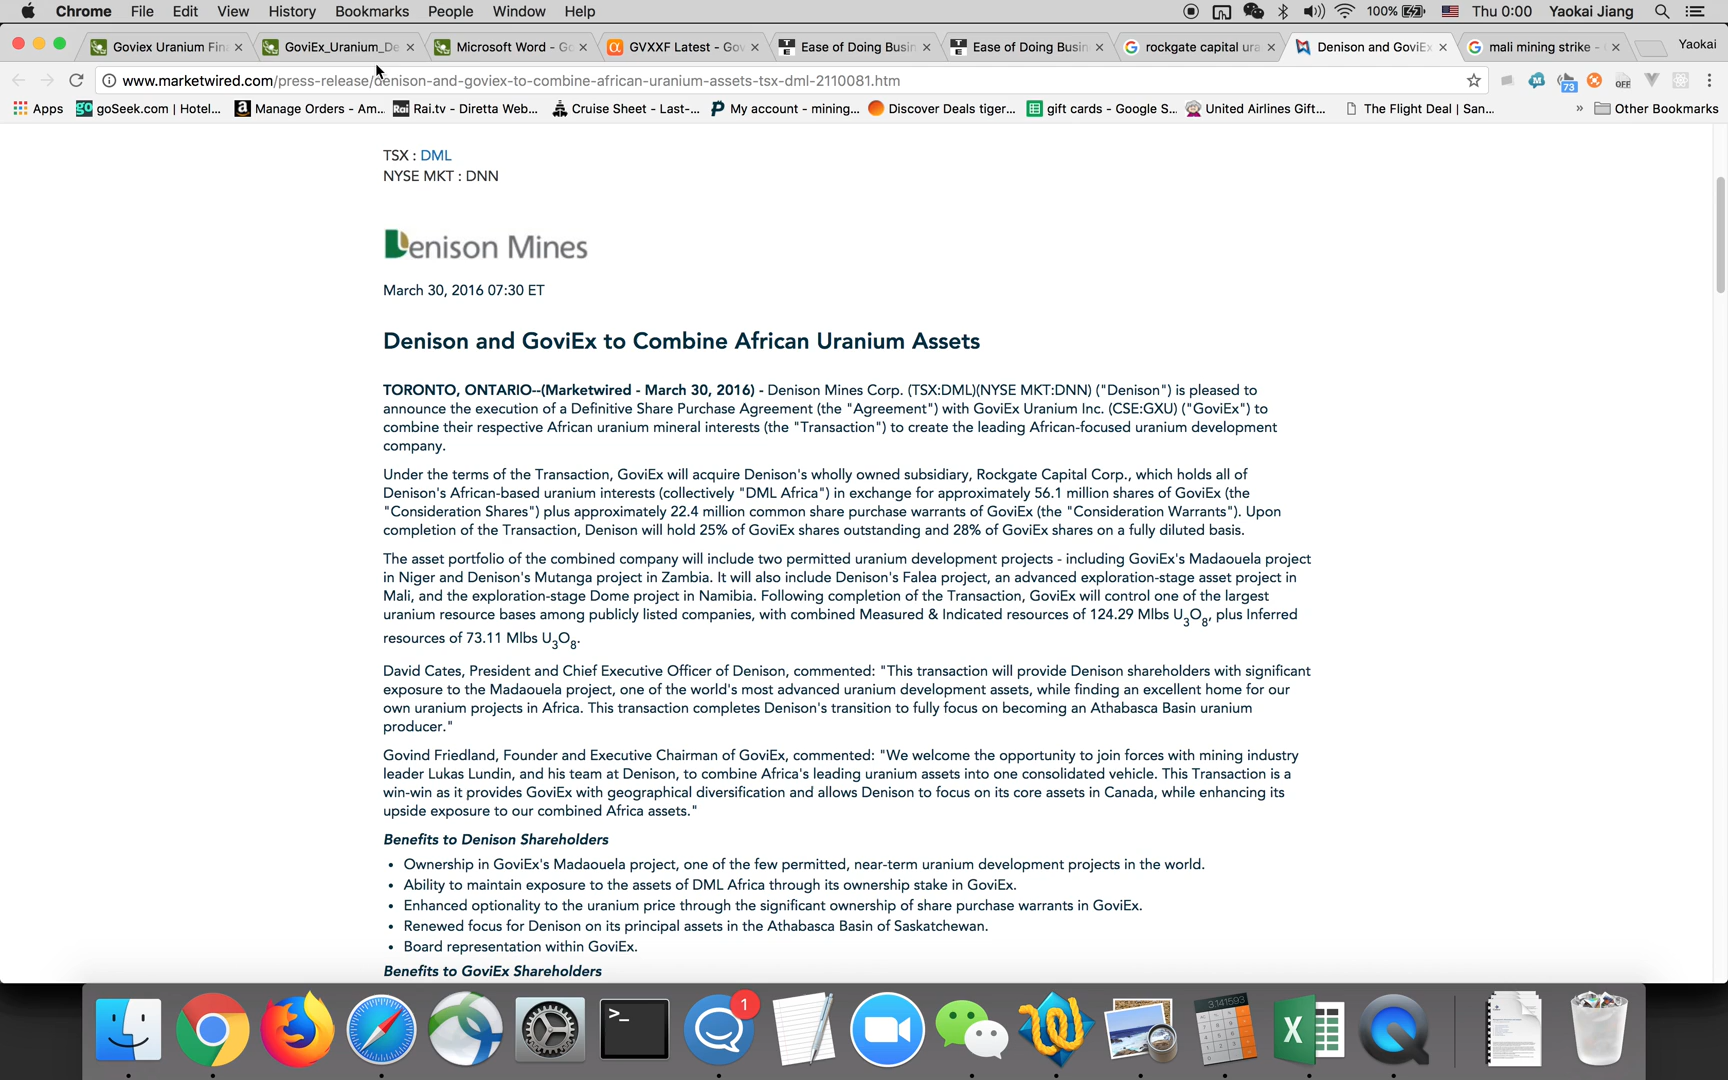 Chrome File Edit View History Bookmarks People Window Help 100% Thu 0:00 Yaokai Jiang
Goviex Uranium Fin GoviEx_Uranium_De Microsoft Word - Go GVXXF Latest - Gov Ease of Doing Busin Ease of Doing Busin rockgate capital ura Denison and GoviEx mali mining strike - Yaokai
www.marketwired.com/press-release/denison-and-goviex-to-combine-african-uranium-assets-tsx-dml-2110081.htm 73 OFF
Apps goSeek.com | Hotel... Manage Orders - Am... Rai.tv - Diretta Web... Cruise Sheet - Last-... My account - mining... Discover Deals tiger... gift cards - Google S... United Airlines Gift... The Flight Deal | San... » Other Bookmarks
TSX : DML
NYSE MKT : DNN
Denison Mines
March 30, 2016 07:30 ET
Denison and GoviEx to Combine African Uranium Assets
TORONTO, ONTARIO--(Marketwired - March 30, 2016) - Denison Mines Corp. (TSX:DML)(NYSE MKT:DNN) ("Denison") is pleased to
announce the execution of a Definitive Share Purchase Agreement (the "Agreement") with GoviEx Uranium Inc. (CSE:GXU) ("GoviEx") to
combine their respective African uranium mineral interests (the "Transaction") to create the leading African-focused uranium development
company.
Under the terms of the Transaction, GoviEx will acquire Denison's wholly owned subsidiary, Rockgate Capital Corp., which holds all of
Denison's African-based uranium interests (collectively "DML Africa") in exchange for approximately 56.1 million shares of GoviEx (the
"Consideration Shares") plus approximately 22.4 million common share purchase warrants of GoviEx (the "Consideration Warrants"). Upon
completion of the Transaction, Denison will hold 25% of GoviEx shares outstanding and 28% of GoviEx shares on a fully diluted basis.
The asset portfolio of the combined company will include two permitted uranium development projects - including GoviEx's Madaouela project
in Niger and Denison's Mutanga project in Zambia. It will also include Denison's Falea project, an advanced exploration-stage asset project in
Mali, and the exploration-stage Dome project in Namibia. Following completion of the Transaction, GoviEx will control one of the largest
uranium resource bases among publicly listed companies, with combined Measured & Indicated resources of 124.29 Mlbs U3O8, plus Inferred
resources of 73.11 Mlbs U3O8.
David Cates, President and Chief Executive Officer of Denison, commented: "This transaction will provide Denison shareholders with significant
exposure to the Madaouela project, one of the world's most advanced uranium development assets, while finding an excellent home for our
own uranium projects in Africa. This transaction completes Denison's transition to fully focus on becoming an Athabasca Basin uranium
producer."
Govind Friedland, Founder and Executive Chairman of GoviEx, commented: "We welcome the opportunity to join forces with mining industry
leader Lukas Lundin, and his team at Denison, to combine Africa's leading uranium assets into one consolidated vehicle. This Transaction is a
win-win as it provides GoviEx with geographical diversification and allows Denison to focus on its core assets in Canada, while enhancing its
upside exposure to our combined Africa assets."
Benefits to Denison Shareholders
• Ownership in GoviEx's Madaouela project, one of the few permitted, near-term uranium development projects in the world.
• Ability to maintain exposure to the assets of DML Africa through its ownership stake in GoviEx.
• Enhanced optionality to the uranium price through the significant ownership of share purchase warrants in GoviEx.
• Renewed focus for Denison on its principal assets in the Athabasca Basin of Saskatchewan.
• Board representation within GoviEx.
Benefits to GoviEx Shareholders
>_ 1 3.141593 X